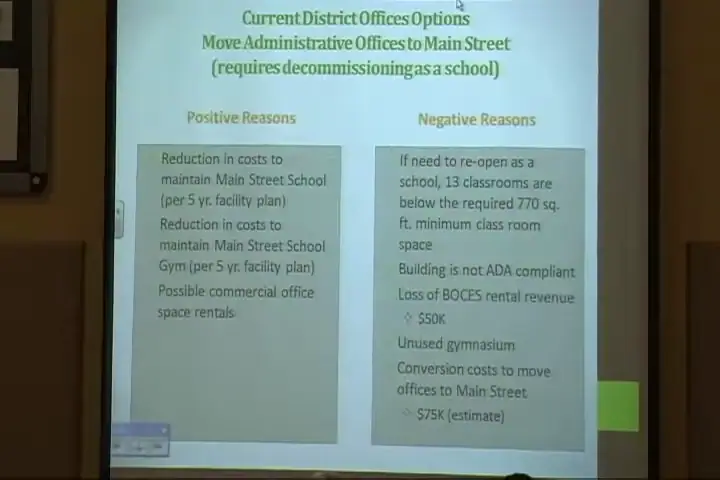 Current District Offices Options
Move Administrative Offices to Main Street
(requires decommissioning as a school)
Positive Reasons
Reduction in costs to
maintain Main Street School
(per 5 yr. facility plan)
Reduction in costs to
maintain Main Street School
Gym (per 5 yr. facility plan)
Possible commercial office
space rentals
Negative Reasons
If need to re-open as a
school, 13 classrooms are
below the required 770 sq.
ft. minimum class room
space
Building is not ADA compliant
Loss of BOCES rental revenue
$50K
Unused gymnasium
Conversion costs to move
offices to Main Street
$75K (estimate)